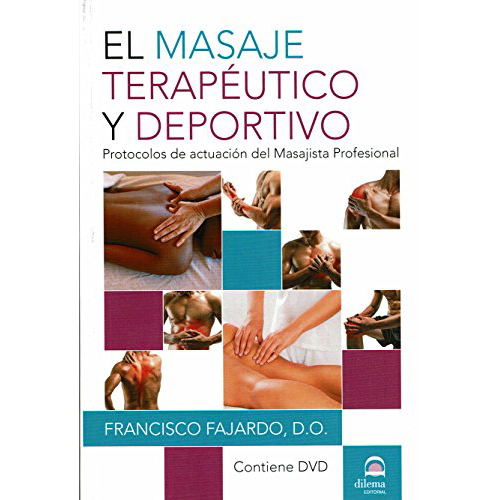 EL MASAJE
TERAPÉUTICO
Y DEPORTIVO
Protocolos de actuación del Masajista Profesional
FRANCISCO FAJARDO, D.O.
Contiene DVD
dilema
EDITORIAL